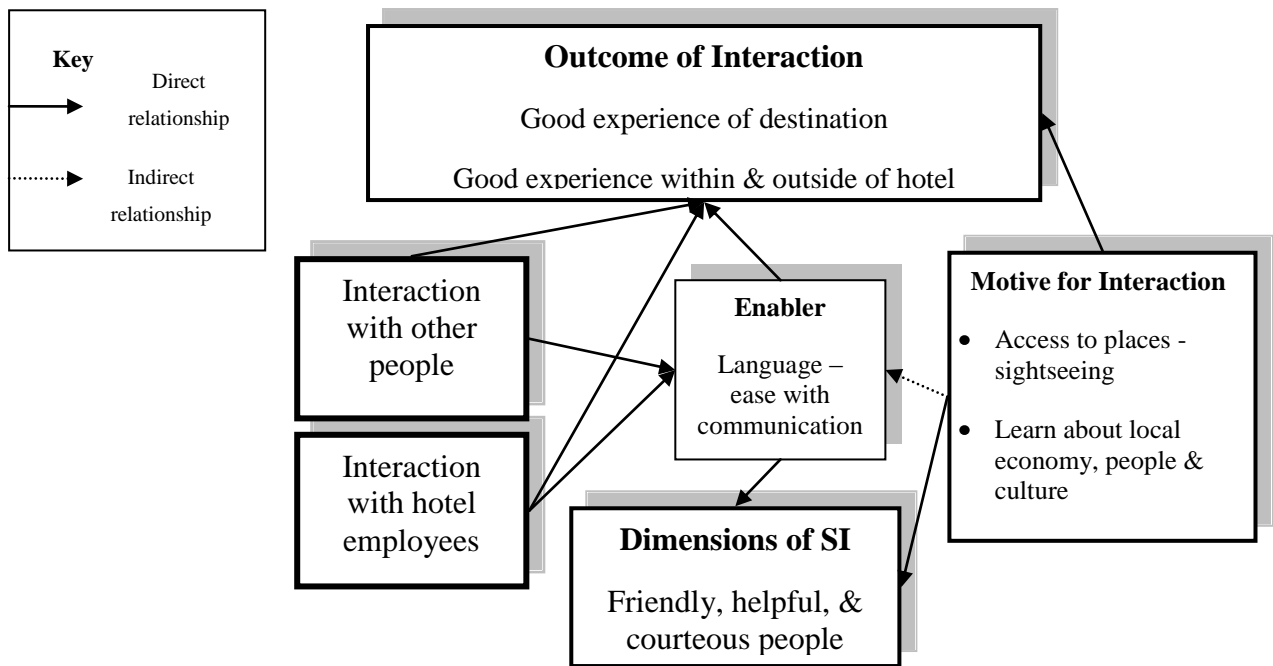 Key
Direct
relationship
Indirect
relationship
Outcome of Interaction
Good experience of destination
Good experience within & outside of hotel
Interaction
with other
people
Interaction
with hotel
employees
Enabler
Language –
ease with
communication
Motive for Interaction
● Access to places -
sightseeing
● Learn about local
economy, people &
culture
Dimensions of SI
Friendly, helpful, &
courteous people